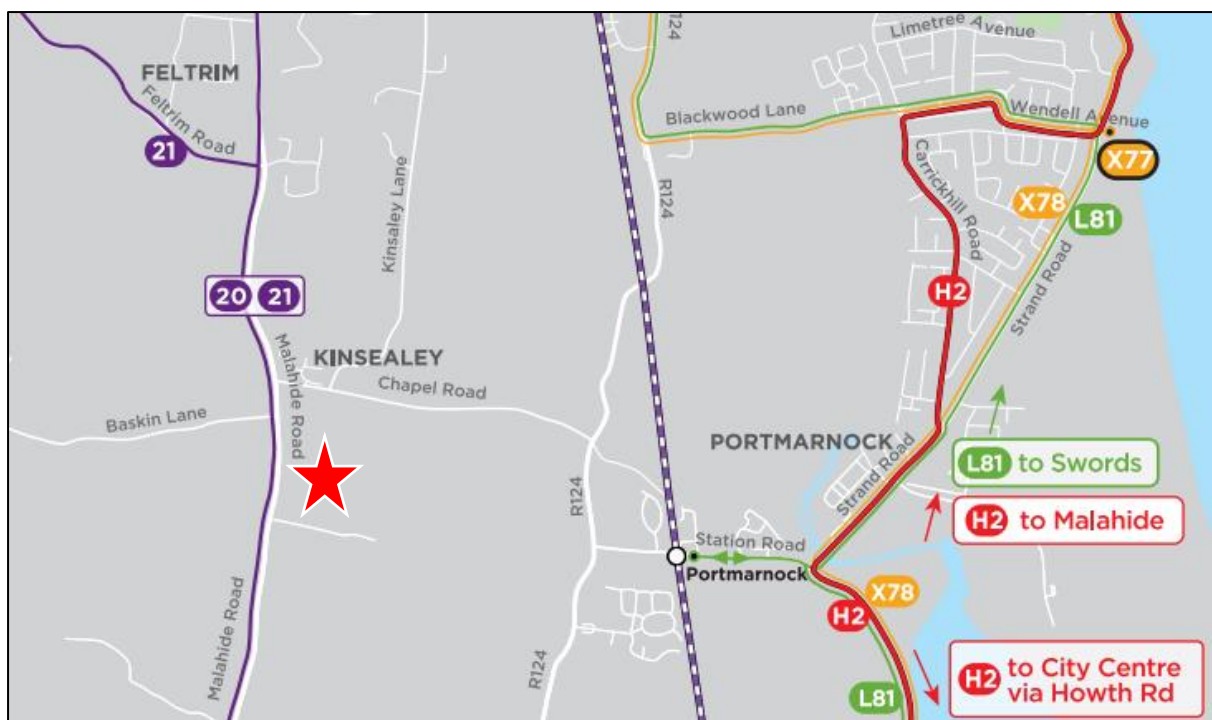 R124
Limetree Avenue
FELTRIM
Feltrim Road
21
Blackwood Lane
Wendell Avenue
X77
Kinsaley Lane
R124
Carrickhill Road
X78
L81
Strand Road
20 21
H2
Malahide Road
KINSEALEY
Chapel Road
Baskin Lane
PORTMARNOCK
Strand Road
L81 to Swords
R124
H2 to Malahide
Station Road
Portmarnock
X78
H2
Malahide Road
R124
L81
H2 to City Centre
via Howth Rd